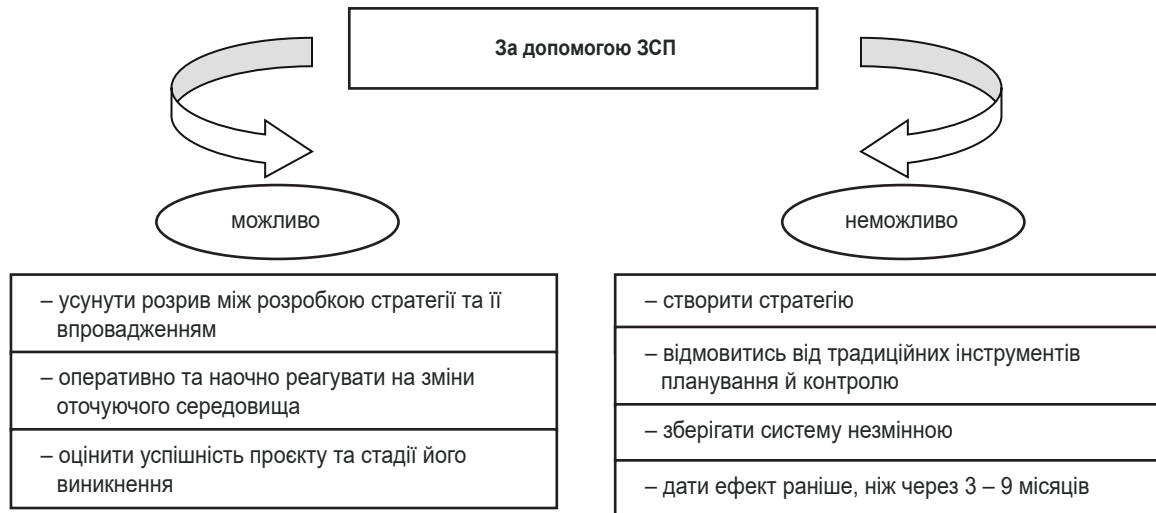 За допомогою ЗСП
можливо
неможливо
– усунути розрив між розробкою стратегії та її
впровадженням
– оперативно та наочно реагувати на зміни
оточуючого середовища
– оцінити успішність проєкту та стадії його
виникнення
– створити стратегію
– відмовитись від традиційних інструментів
планування й контролю
– зберігати систему незмінною
– дати ефект раніше, ніж через 3 – 9 місяців